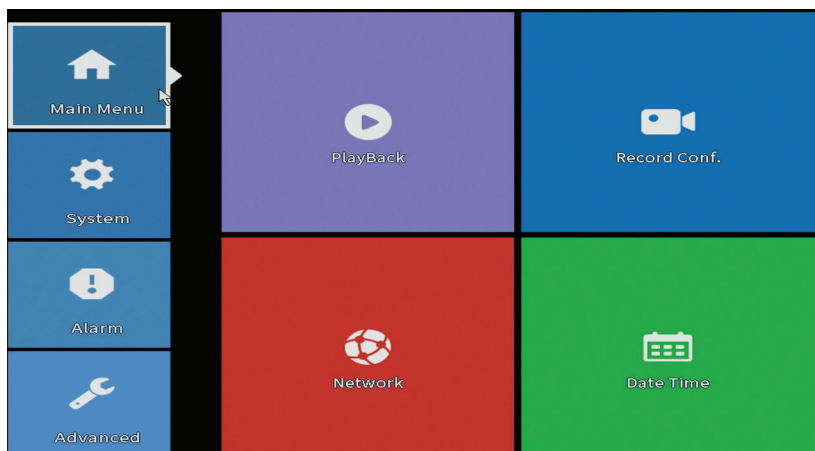 Main Menu
System
Alarm
Advanced
PlayBack
Record Conf.
Network
Date Time